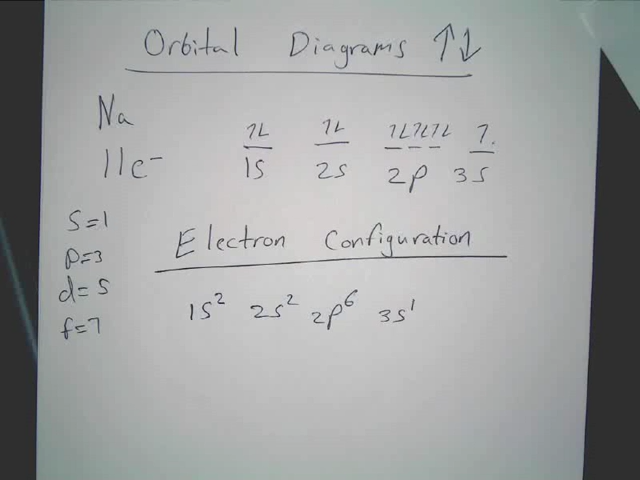 Orbital Diagrams ↑↓
Na
11e⁻
↿⇂ ↿⇂ ↿⇂↿⇂↿⇂ ↿
1S 2S 2P 3S
S=1
P=3
d=5
f=7
Electron Configuration
1S² 2S² 2P⁶ 3S¹